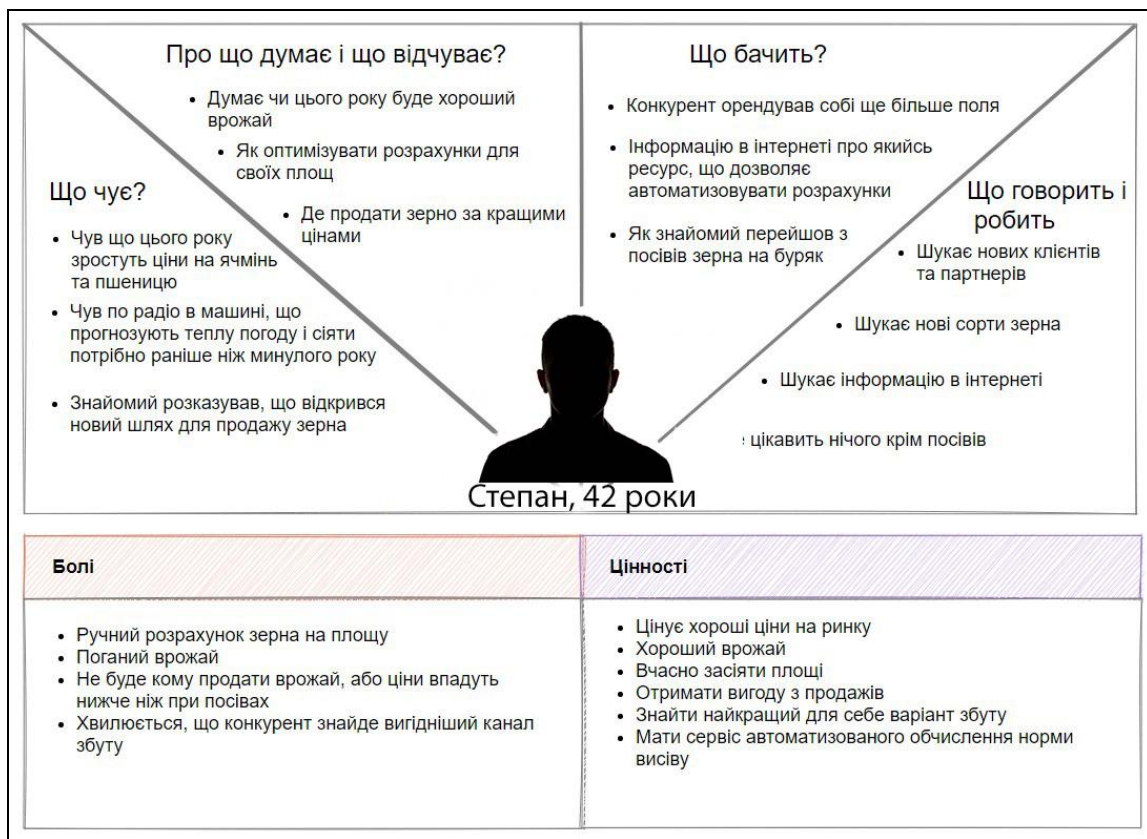 Про що думає і що відчуває?
Думає чи цього року буде хороший
врожай
Як оптимізувати розрахунки для
своїх площ
Де продати зерно за кращими
цінами
Що бачить?
Конкурент орендував собі ще більше поля
Інформацію в інтернеті про якийсь
ресурс, що дозволяє
автоматизовувати розрахунки
Як знайомий перейшов з
посівів зерна на буряк
Що чує?
Чув що цього року
зростуть ціни на ячмінь
та пшеницю
Чув по радіо в машині, що
прогнозують теплу погоду і сіяти
потрібно раніше ніж минулого року
Знайомий розказував, що відкрився
новий шлях для продажу зерна
Що говорить і
робить
Шукає нових клієнтів
та партнерів
Шукає нові сорти зерна
Шукає інформацію в інтернеті
цікавить нічого крім посівів
Степан, 42 роки
Болі
Ручний розрахунок зерна на площу
Поганий врожай
Не буде кому продати врожай, або ціни впадуть
нижче ніж при посівах
Хвилюється, що конкурент знайде вигідніший канал
збуту
Цінності
Цінує хороші ціни на ринку
Хороший врожай
Вчасно засіяти площі
Отримати вигоду з продажів
Знайти найкращий для себе варіант збуту
Мати сервіс автоматизованого обчислення норми
висіву